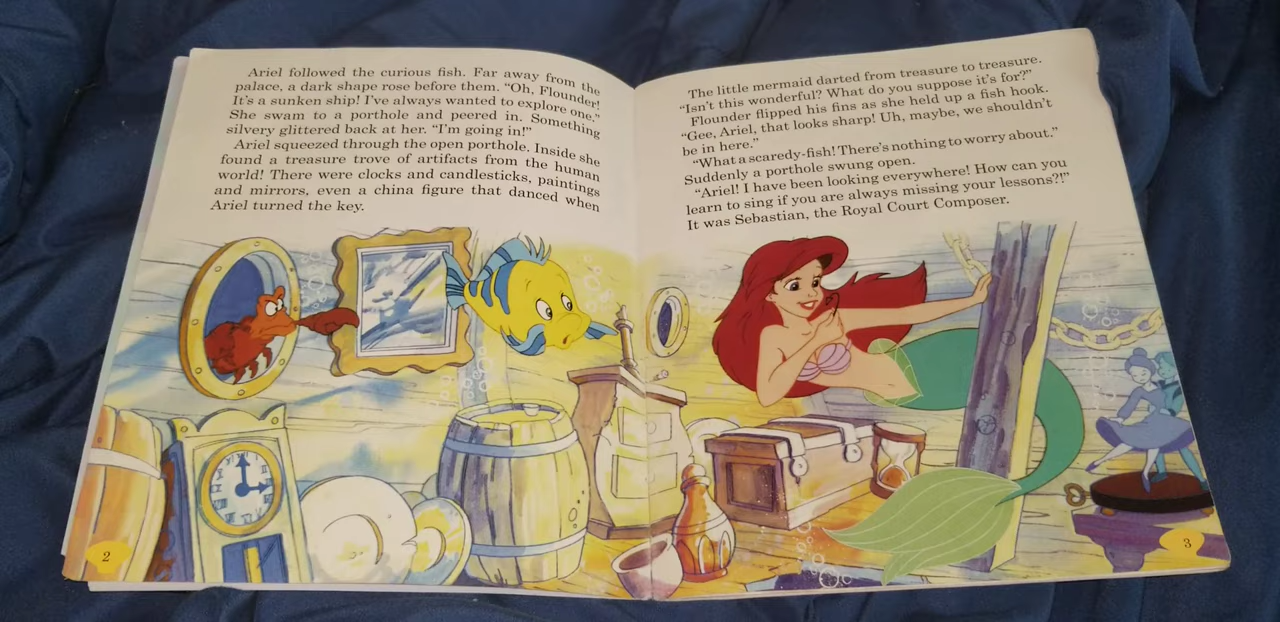 Ariel followed the curious fish. Far away from the
palace, a dark shape rose before them. “Oh, Flounder!
It’s a sunken ship! I’ve always wanted to explore one.”
She swam to a porthole and peered in. Something
silvery glittered back at her. “I’m going in!”
Ariel squeezed through the open porthole. Inside she
found a treasure trove of artifacts from the human
world! There were clocks and candlesticks, paintings
and mirrors, even a china figure that danced when
Ariel turned the key.
2
The little mermaid darted from treasure to treasure.
“Isn’t this wonderful? What do you suppose it’s for?”
Flounder flipped his fins as she held up a fish hook.
“Gee, Ariel, that looks sharp! Uh, maybe, we shouldn’t
be in here.”
“What a scaredy-fish! There’s nothing to worry about.”
Suddenly a porthole swung open.
“Ariel! I have been looking everywhere! How can you
learn to sing if you are always missing your lessons?!”
It was Sebastian, the Royal Court Composer.
3